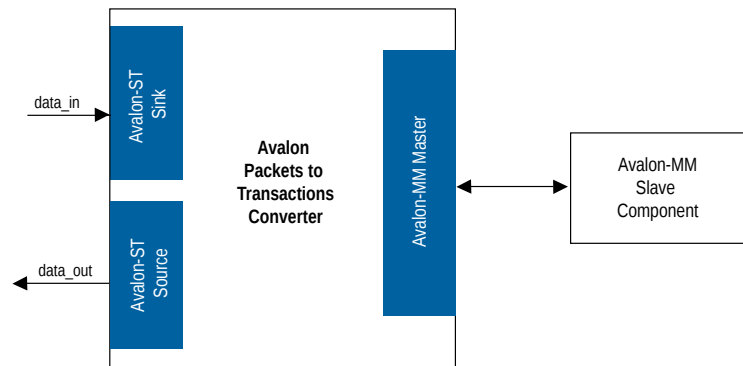 data_in
Avalon-ST
Sink
Avalon
Packets to
Transactions
Converter
Avalon-MM Master
Avalon-MM
Slave
Component
data_out
Avalon-ST
Source